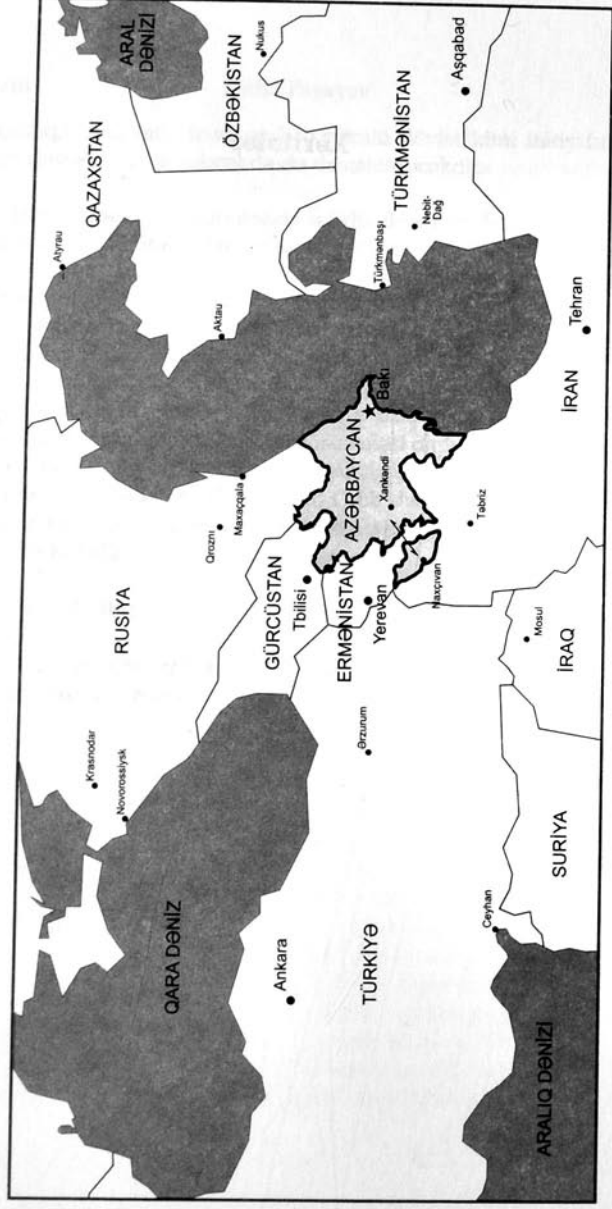 ARAL
DƏNİZİ
QAZAXSTAN
ÖZBƏKİSTAN
Nukus
Atyrau
Aktau
TÜRKMƏNİSTAN
Aşqabad
Türkmənbaşı
Nebit-
Dağ
RUSİYA
Krasnodar
Novorossiysk
Qroznı
Maxaçqala
GÜRCÜSTAN
Tbilisi
ERMƏNİSTAN
Yerevan
AZƏRBAYCAN
Bakı
Xankəndi
Naxçıvan
Təbriz
Tehran
İRAN
QARA DƏNİZ
Ankara
TÜRKİYƏ
Ərzurum
Ceyhan
Mosul
İRAQ
SURİYA
ARALIQ DƏNİZİ